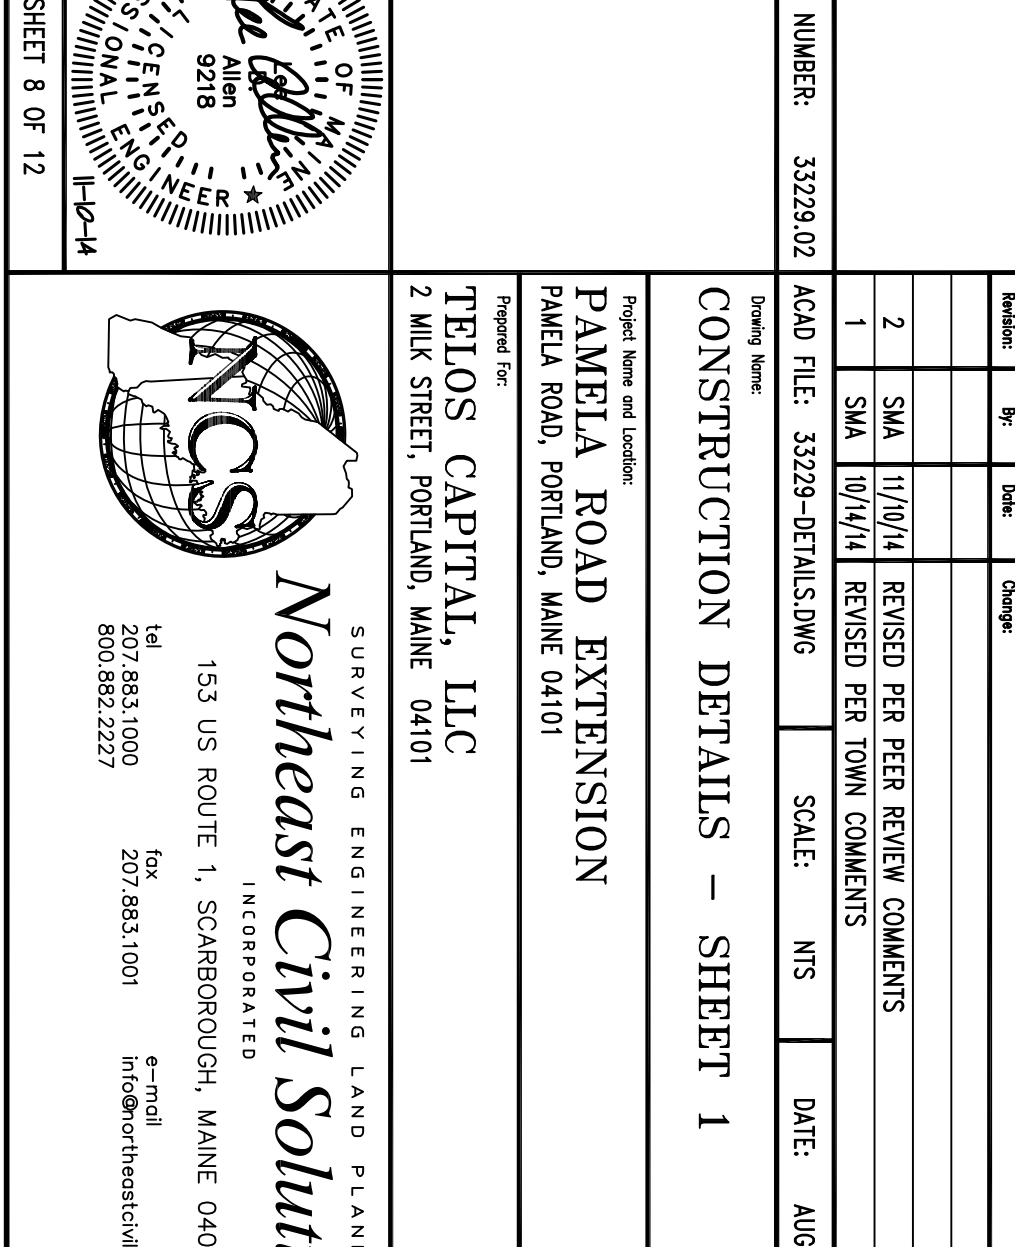 Revision: By: Date: Change:
2 SMA 11/10/14 REVISED PER PEER REVIEW COMMENTS
1 SMA 10/14/14 REVISED PER TOWN COMMENTS
NUMBER: 33229.02 ACAD FILE: 33229-DETAILS.DWG SCALE: NTS DATE: AUG
Drawing Name:
CONSTRUCTION DETAILS - SHEET 1
Project Name and Location:
PAMELA ROAD EXTENSION
PAMELA ROAD, PORTLAND, MAINE 04101
Prepared For:
TELOS CAPITAL, LLC
2 MILK STREET, PORTLAND, MAINE 04101
ATE OF MAINE
Lee
Allen
9218
CENSED
ONAL ENGINEER
11-10-14
SHEET 8 OF 12
NCS
SURVEYING ENGINEERING LAND PLAN
Northeast Civil Solut
INCORPORATED
153 US ROUTE 1, SCARBOROUGH, MAINE 040
tel fax e-mail
207.883.1000 207.883.1001 info@northeastcivil
800.882.2227